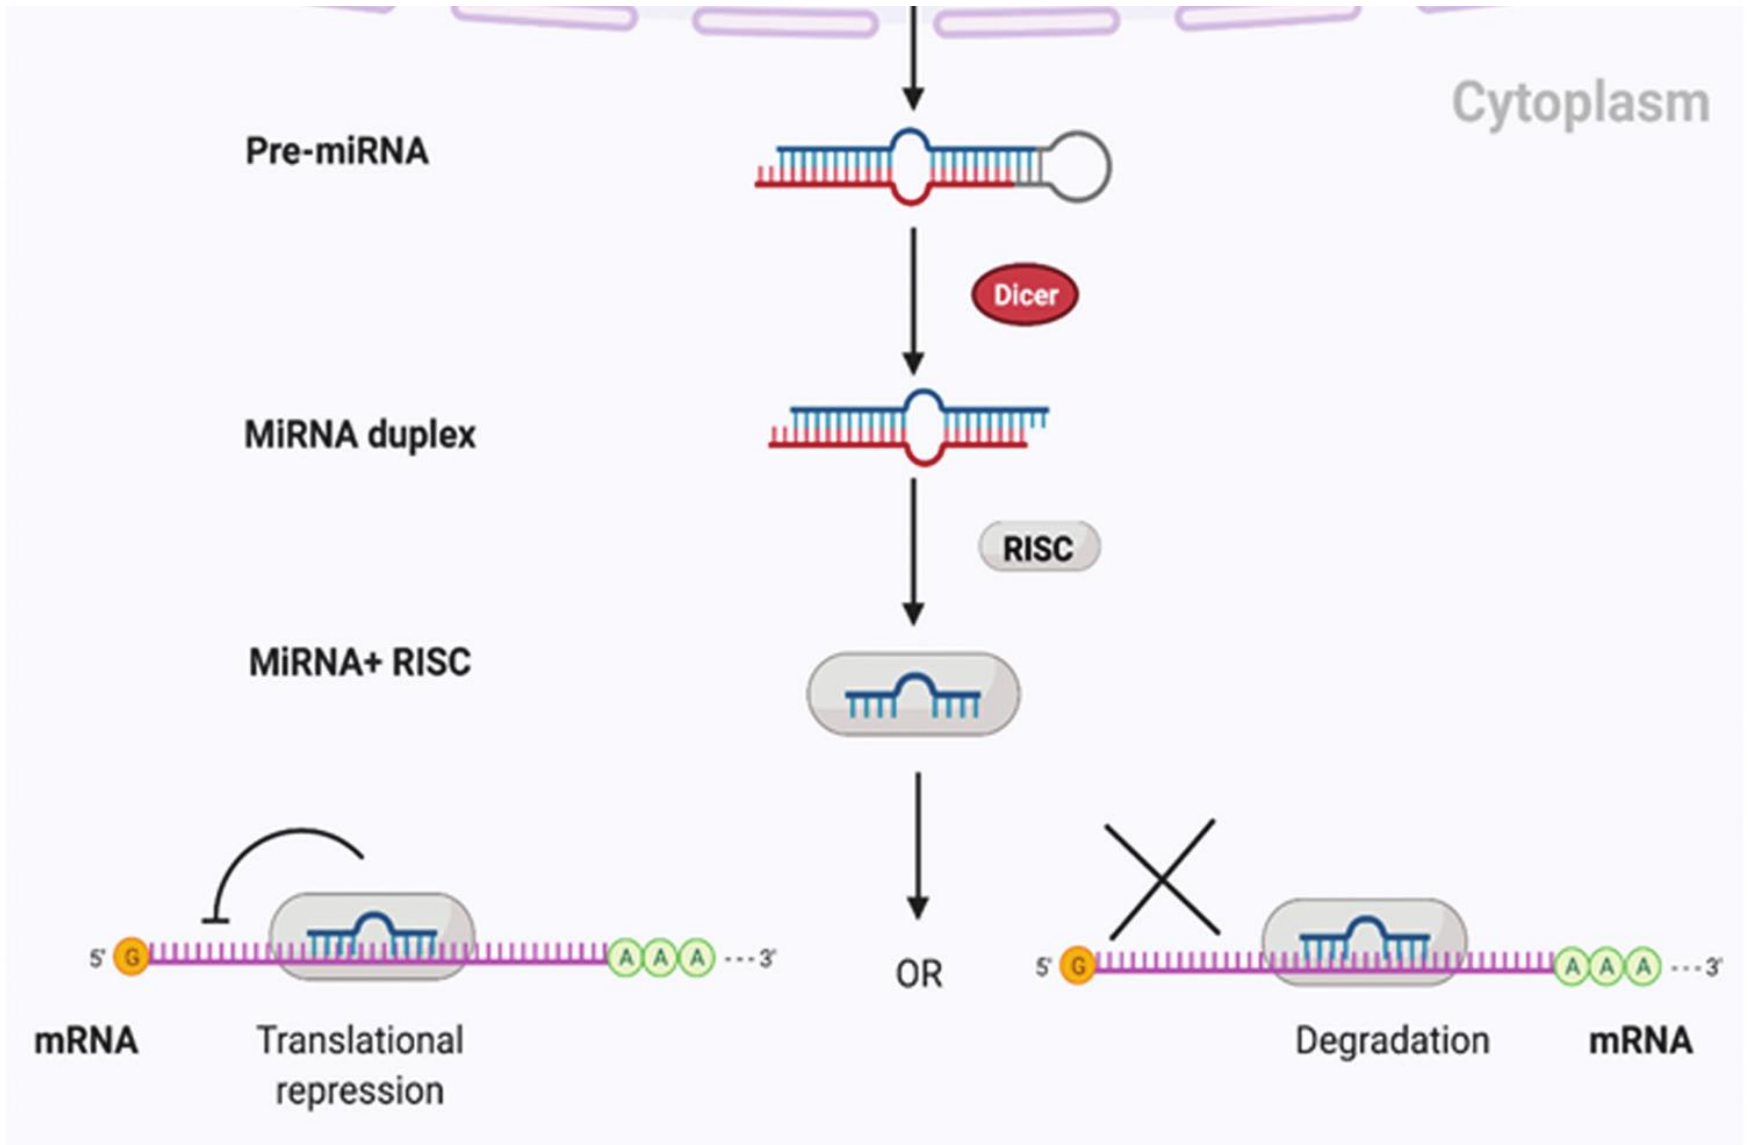 Cytoplasm
Pre-miRNA
Dicer
MiRNA duplex
RISC
MiRNA+ RISC
5' G A A A ---3'
OR
5' G A A A ---3'
mRNA
Translational
repression
Degradation
mRNA